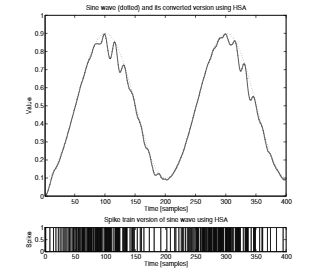 Sine wave (dotted) and its converted version using HSA
1
0.9
0.8
0.7
0.6
0.5
0.4
0.3
0.2
0.1
0
Value
0 50 100 150 200 250 300 350 400
Time [samples]
Spike train version of sine wave using HSA
1
0.5
0
Spike
0 50 100 150 200 250 300 350 400
Time [samples]